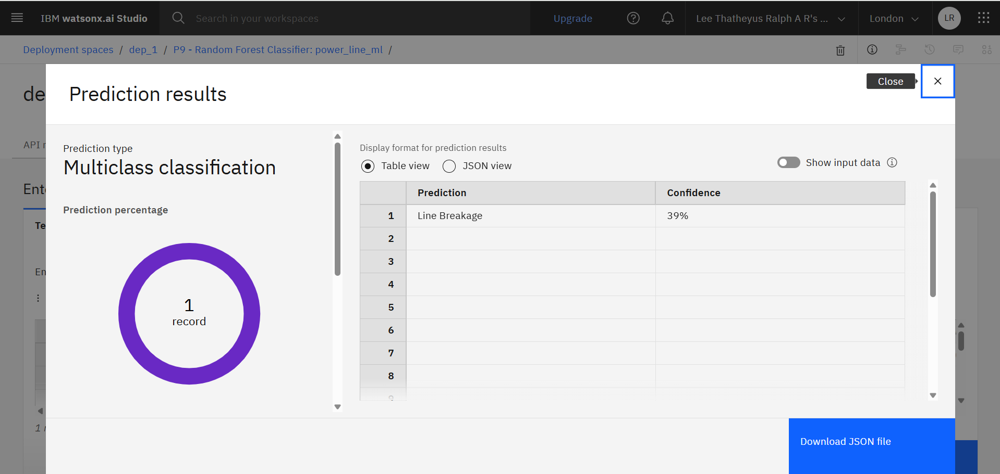 IBM watsonx.ai Studio
Search in your workspaces
Upgrade
Lee Thatheyus Ralph A R's ...
London
LR
Deployment spaces / dep_1 / P9 - Random Forest Classifier: power_line_ml /
de
Prediction results
Close
API r
Prediction type
Multiclass classification
Display format for prediction results
Table view
JSON view
Show input data
Ente
Prediction percentage
Te
Prediction Confidence
1 Line Breakage 39%
2
3
4
5
6
7
8
9
En
1
record
1 r
Download JSON file